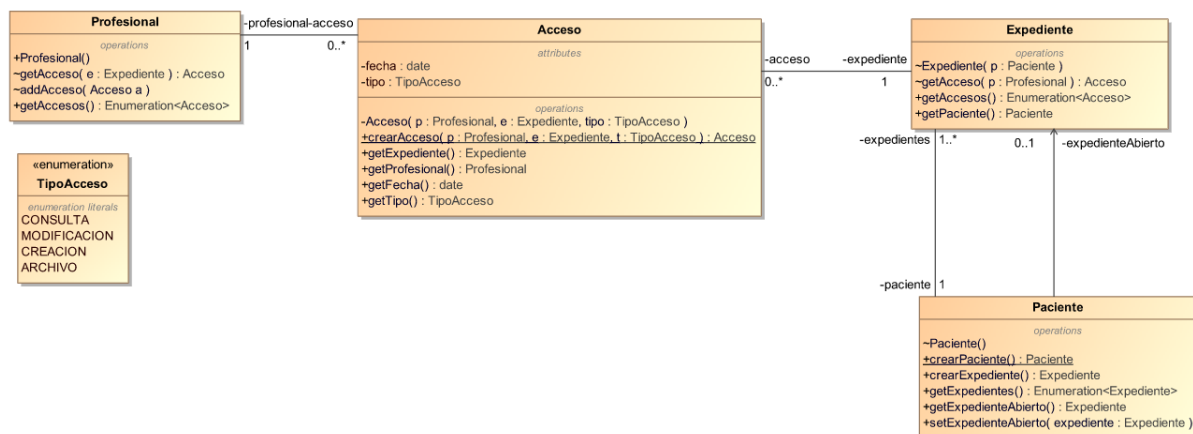 Profesional
operations
+Profesional()
~getAcceso( e : Expediente ) : Acceso
~addAcceso( Acceso a )
+getAccesos() : Enumeration<Acceso>
-profesional-acceso
1
0..*
Acceso
attributes
-fecha : date
-tipo : TipoAcceso
operations
-Acceso( p : Profesional, e : Expediente, tipo : TipoAcceso )
+crearAcceso( p : Profesional, e : Expediente, t : TipoAcceso ) : Acceso
+getExpediente() : Expediente
+getProfesional() : Profesional
+getFecha() : date
+getTipo() : TipoAcceso
-acceso
-expediente
0..*
1
Expediente
operations
~Expediente( p : Paciente )
~getAcceso( p : Profesional ) : Acceso
+getAccesos() : Enumeration<Acceso>
+getPaciente() : Paciente
-expedientes
1..*
0..1
-expedienteAbierto
«enumeration»
TipoAcceso
enumeration literals
CONSULTA
MODIFICACION
CREACION
ARCHIVO
-paciente
1
Paciente
operations
~Paciente()
+crearPaciente() : Paciente
+crearExpediente() : Expediente
+getExpedientes() : Enumeration<Expediente>
+getExpedienteAbierto() : Expediente
+setExpedienteAbierto( expediente : Expediente )